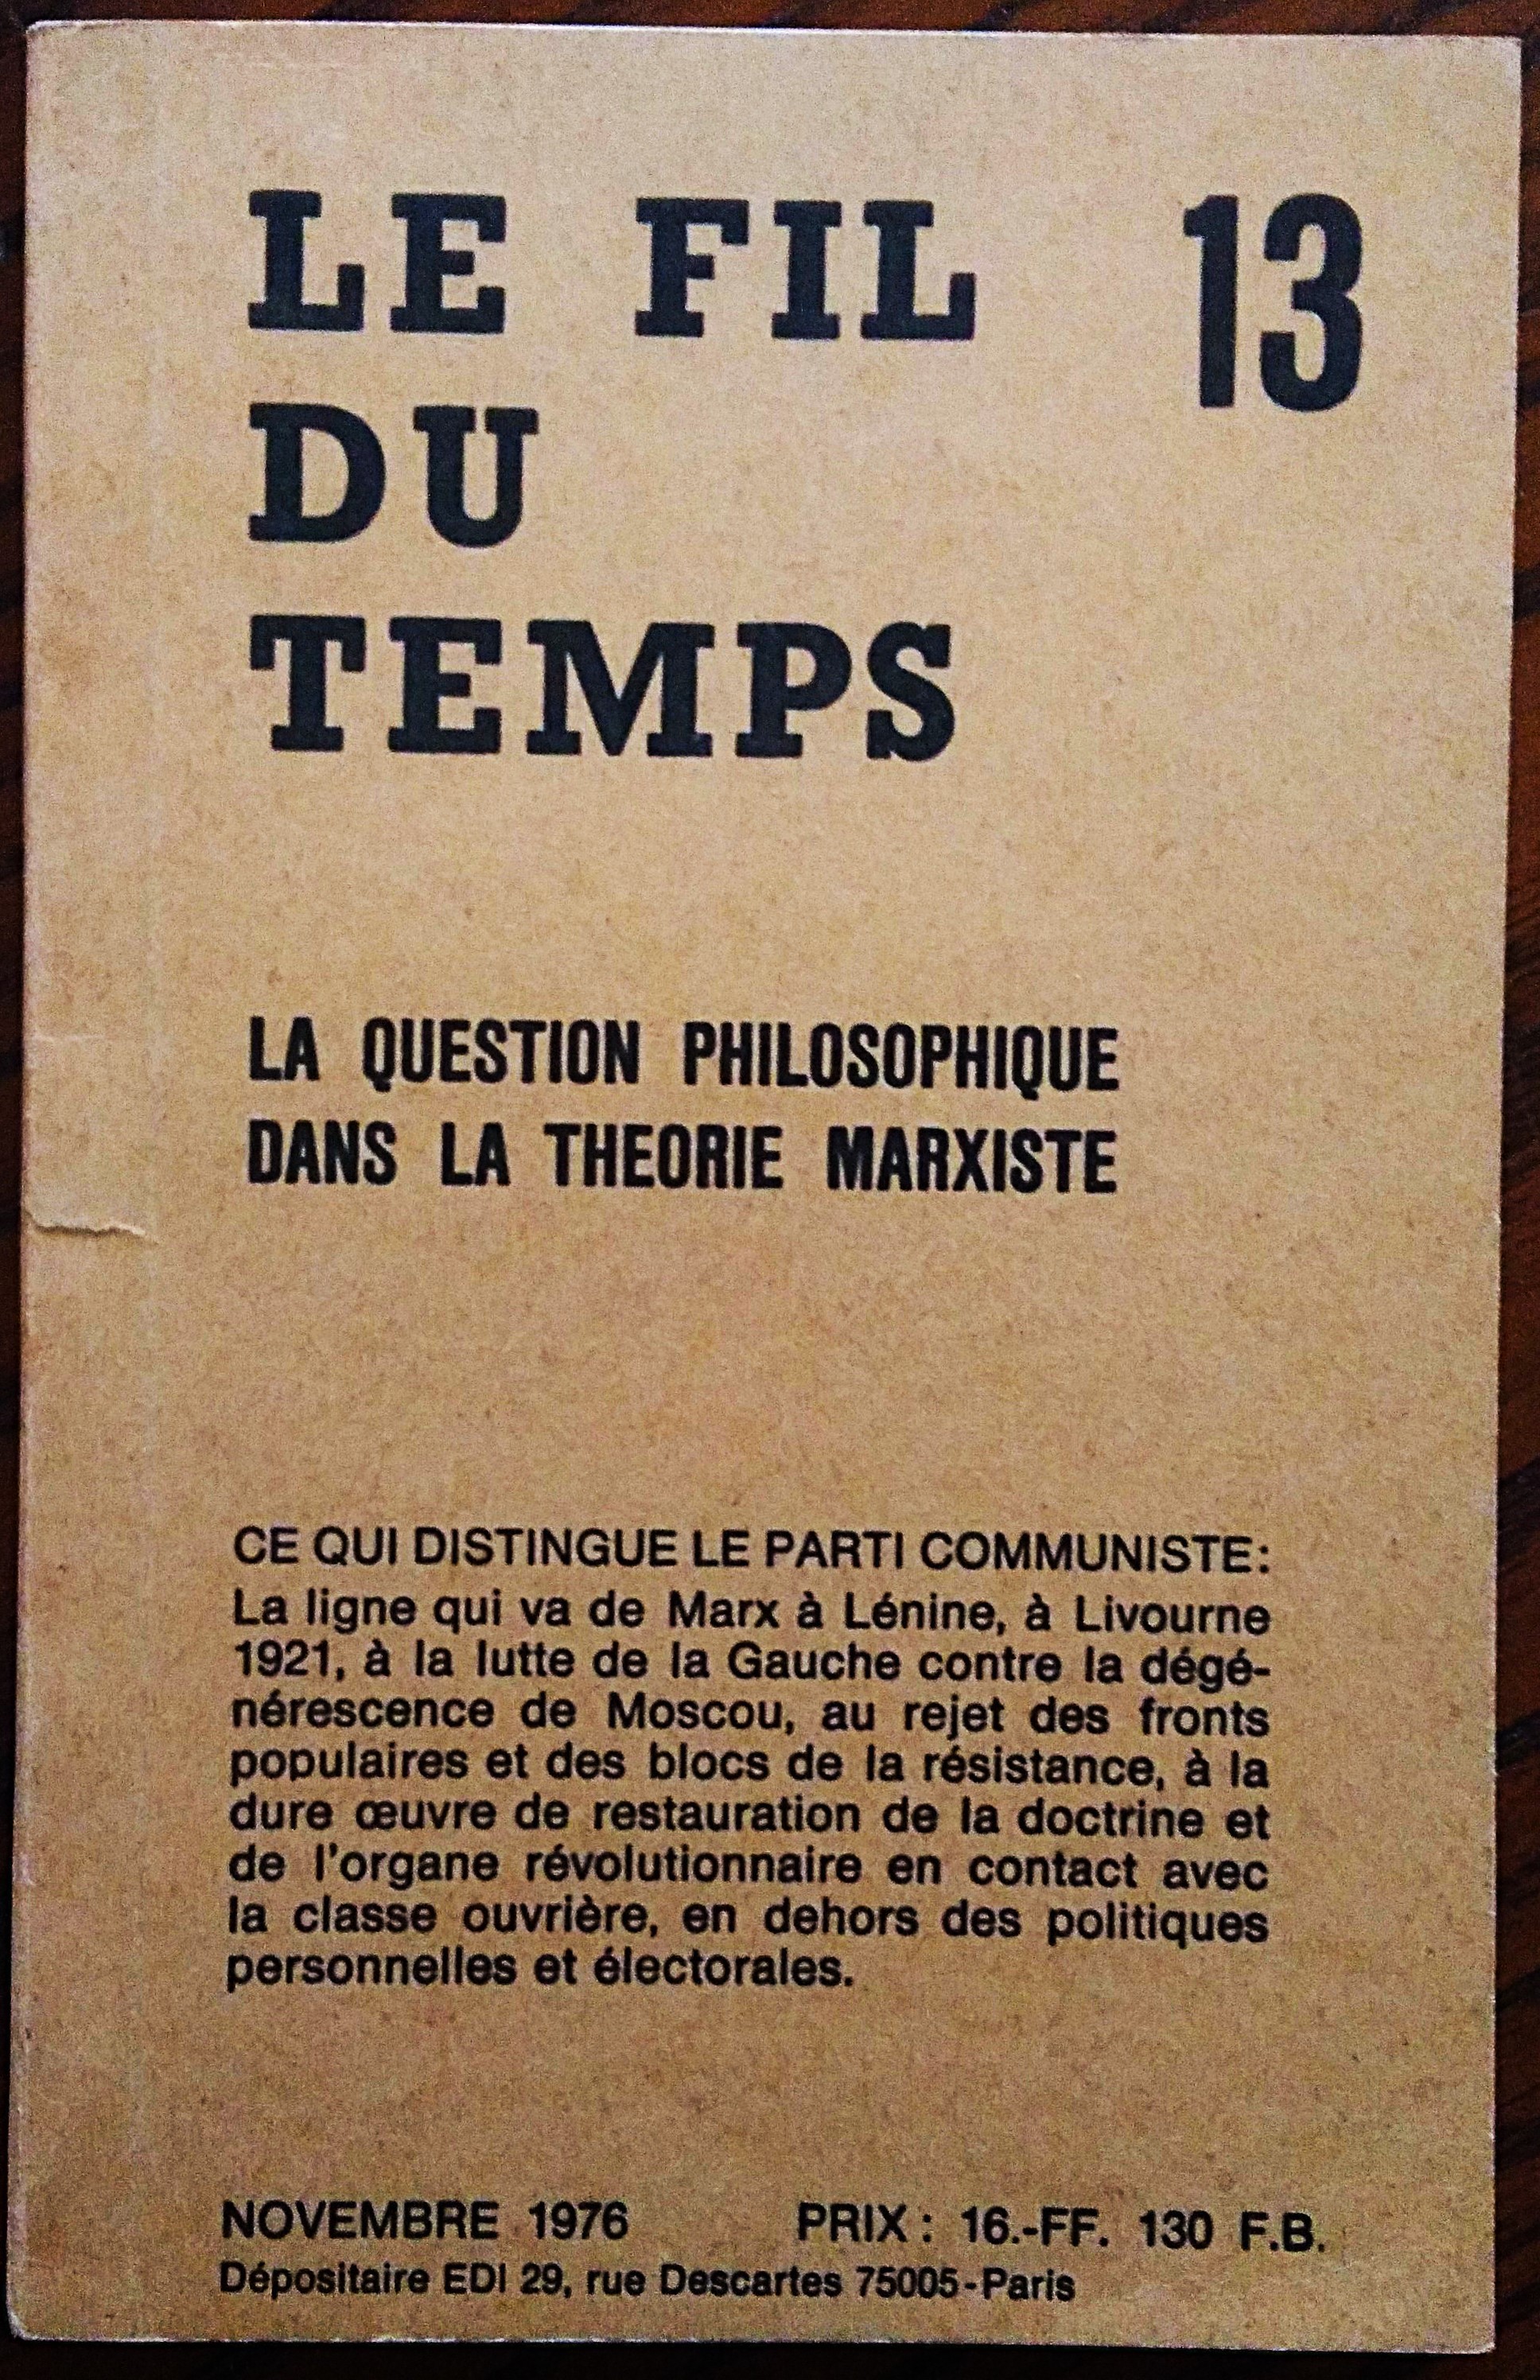 LE FIL 13
DU
TEMPS
LA QUESTION PHILOSOPHIQUE
DANS LA THEORIE MARXISTE
CE QUI DISTINGUE LE PARTI COMMUNISTE:
La ligne qui va de Marx à Lénine, à Livourne
1921, à la lutte de la Gauche contre la dégé-
nérescence de Moscou, au rejet des fronts
populaires et des blocs de la résistance, à la
dure œuvre de restauration de la doctrine et
de l'organe révolutionnaire en contact avec
la classe ouvrière, en dehors des politiques
personnelles et électorales.
NOVEMBRE 1976 PRIX: 16.-FF. 130 F.B.
Dépositaire EDI 29, rue Descartes 75005-Paris